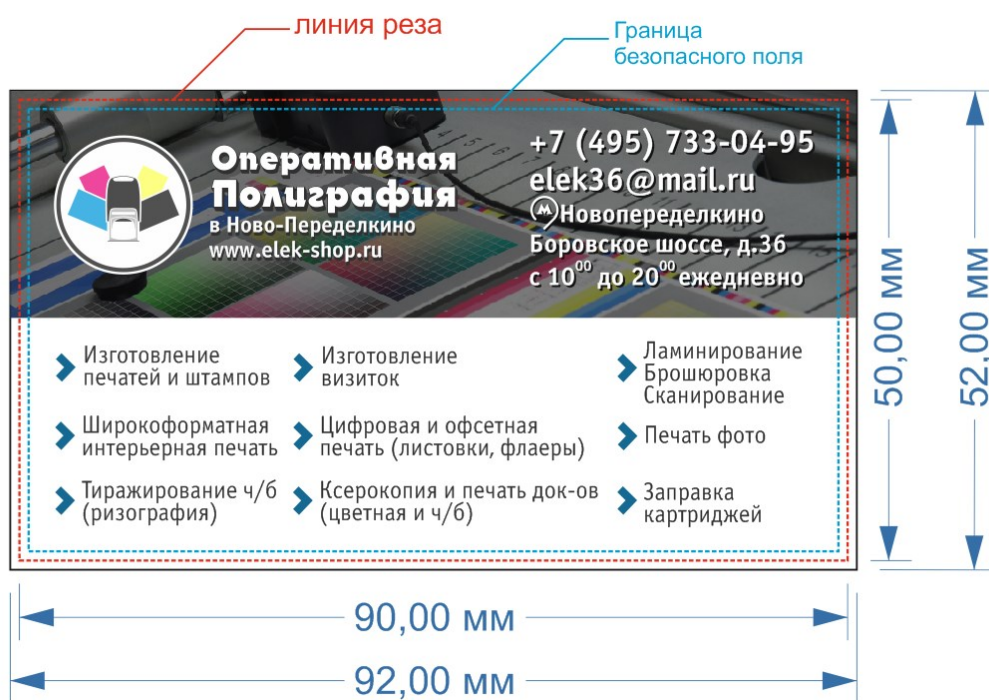 линия реза
Граница
безопасного поля
Оперативная
Полиграфия
в Ново-Переделкино
www.elek-shop.ru
+7 (495) 733-04-95
elek36@mail.ru
Новопеределкино
Боровское шоссе, д.36
с 10⁰⁰ до 20⁰⁰ ежедневно
Изготовление
печатей и штампов
Изготовление
визиток
Ламинирование
Брошюровка
Сканирование
Широкоформатная
интерьерная печать
Цифровая и офсетная
печать (листовки, флаеры)
Печать фото
Тиражирование ч/б
(ризография)
Ксерокопия и печать док-ов
(цветная и ч/б)
Заправка
картриджей
50,00 мм
52,00 мм
90,00 мм
92,00 мм